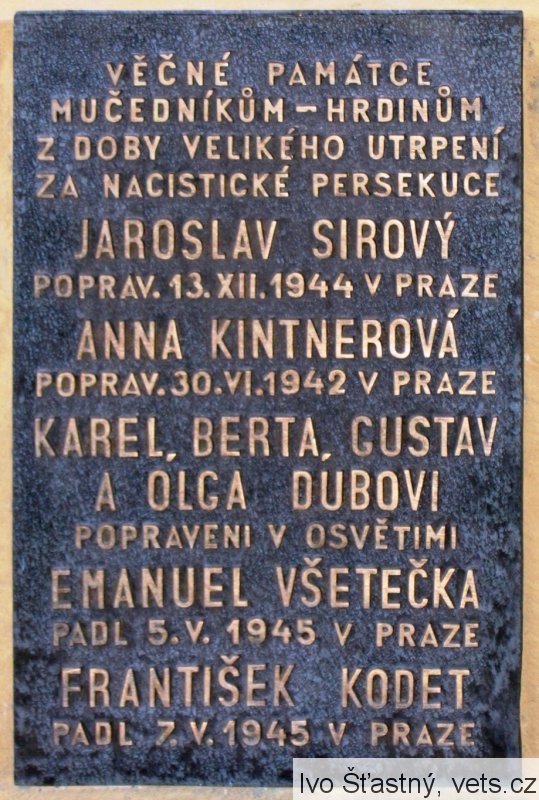 VĚČNÉ PAMÁTCE
MUČEDNÍKŮM – HRDINŮM
Z DOBY VELIKÉHO UTRPENÍ
ZA NACISTICKÉ PERSEKUCE
JAROSLAV SIROVÝ
POPRAV. 13. XII. 1944 V PRAZE
ANNA KINTNEROVÁ
POPRAV. 30. VI. 1942 V PRAZE
KAREL, BERTA, GUSTAV
A OLGA DUBOVI
POPRAVENI V OSVĚTIMI
EMANUEL VŠETEČKA
PADL 5. V. 1945 V PRAZE
FRANTIŠEK KODET
PADL 7. V. 1945 V PRAZE
Ivo Šťastný, vets.cz